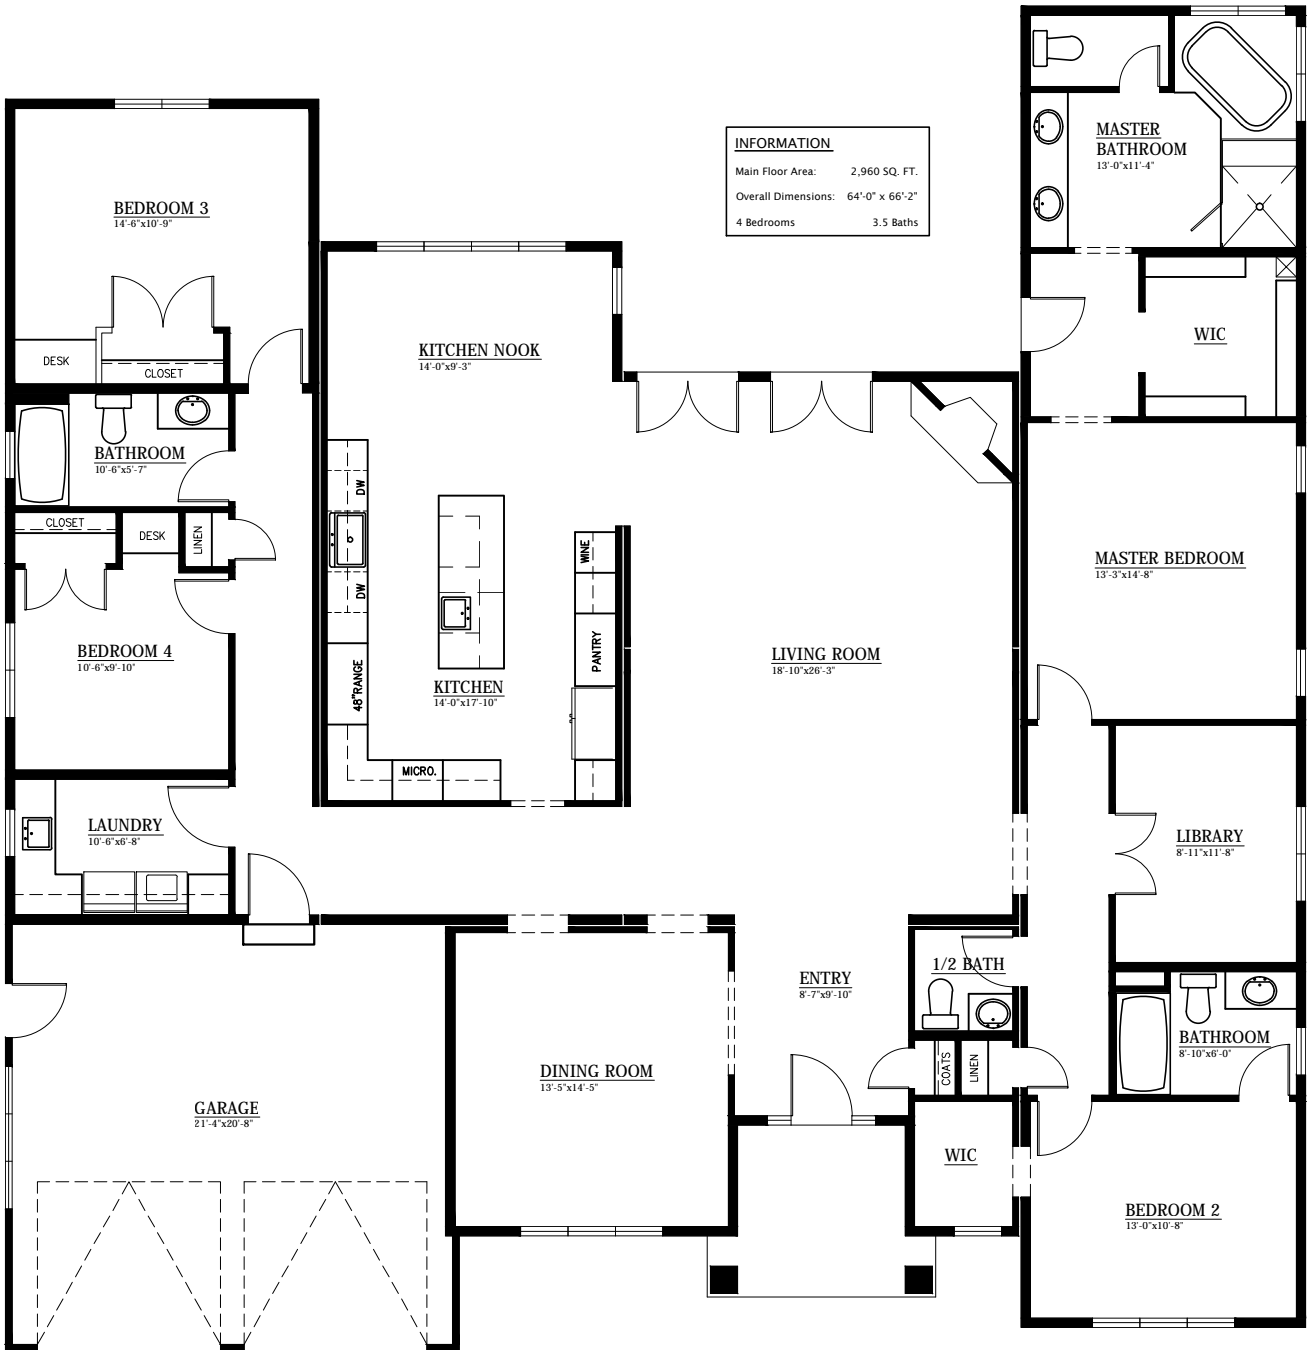 MASTER
BATHROOM
13'-0"x11'-4"
INFORMATION
Main Floor Area: 2,960 SQ. FT.
Overall Dimensions: 64'-0" x 66'-2"
4 Bedrooms 3.5 Baths
BEDROOM 3
14'-6"x10'-9"
DESK
CLOSET
KITCHEN NOOK
14'-0"x9'-3"
WIC
BATHROOM
10'-6"x5'-7"
CLOSET
DESK
LINEN
DW
DW
48"RANGE
WINE
PANTRY
MICRO.
KITCHEN
14'-0"x17'-10"
BEDROOM 4
10'-6"x9'-10"
LIVING ROOM
18'-10"x26'-3"
MASTER BEDROOM
13'-3"x14'-8"
LAUNDRY
10'-6"x6'-8"
LIBRARY
8'-11"x11'-8"
ENTRY
8'-7"x9'-10"
1/2 BATH
COATS
LINEN
BATHROOM
8'-10"x6'-0"
DINING ROOM
13'-5"x14'-5"
GARAGE
21'-4"x20'-8"
WIC
BEDROOM 2
13'-0"x10'-8"